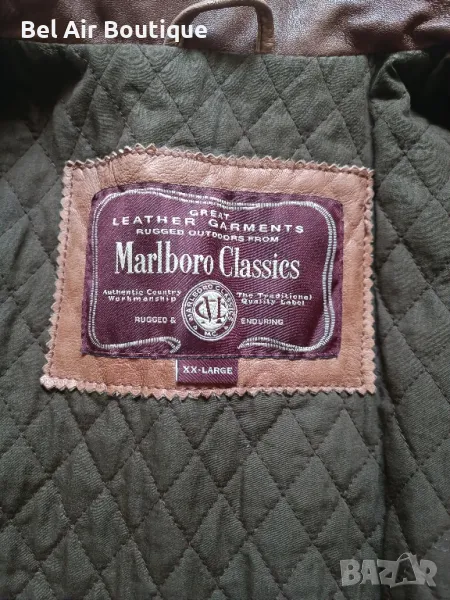 Bel Air Boutique
GREAT
LEATHER GARMENTS
RUGGED OUTDOORS FROM
Marlboro Classics
Authentic Country
Workmanship
The Traditional
Quality Label
MARLBORO CLASSICS
RUGGED &
ENDURING
XX-LARGE
BAZAR